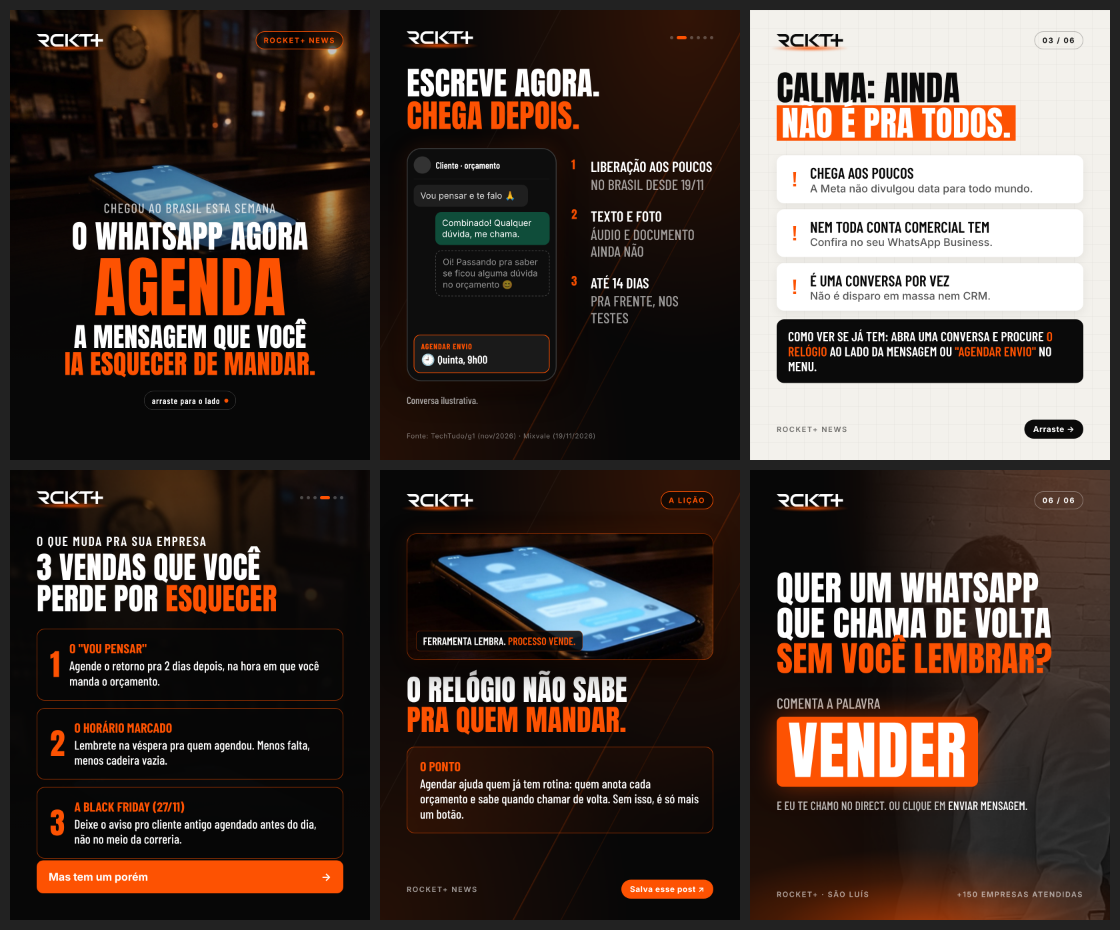 RCKT+
ROCKET+ NEWS
CHEGOU AO BRASIL ESTA SEMANA
O WHATSAPP AGORA
AGENDA
A MENSAGEM QUE VOCÊ
IA ESQUECER DE MANDAR.
arraste para o lado
RCKT+
ESCREVE AGORA.
CHEGA DEPOIS.
Cliente · orçamento
Vou pensar e te falo 🙏
Combinado! Qualquer
dúvida, me chama.
Oi! Passando pra saber
se ficou alguma dúvida
no orçamento 😊
AGENDAR ENVIO
🕘 Quinta, 9h00
1 LIBERAÇÃO AOS POUCOS
NO BRASIL DESDE 19/11
2 TEXTO E FOTO
ÁUDIO E DOCUMENTO
AINDA NÃO
3 ATÉ 14 DIAS
PRA FRENTE, NOS
TESTES
Conversa ilustrativa.
Fonte: TechTudo/g1 (nov/2026) · Mixvale (19/11/2026)
RCKT+
03 / 06
CALMA: AINDA
NÃO É PRA TODOS.
! CHEGA AOS POUCOS
A Meta não divulgou data para todo mundo.
! NEM TODA CONTA COMERCIAL TEM
Confira no seu WhatsApp Business.
! É UMA CONVERSA POR VEZ
Não é disparo em massa nem CRM.
COMO VER SE JÁ TEM: ABRA UMA CONVERSA E PROCURE O
RELÓGIO AO LADO DA MENSAGEM OU "AGENDAR ENVIO" NO
MENU.
ROCKET+ NEWS
Arraste →
RCKT+
O QUE MUDA PRA SUA EMPRESA
3 VENDAS QUE VOCÊ
PERDE POR ESQUECER
1 O "VOU PENSAR"
Agende o retorno pra 2 dias depois, na hora em que você
manda o orçamento.
2 O HORÁRIO MARCADO
Lembrete na véspera pra quem agendou. Menos falta,
menos cadeira vazia.
3 A BLACK FRIDAY (27/11)
Deixe o aviso pro cliente antigo agendado antes do dia,
não no meio da correria.
Mas tem um porém →
RCKT+
A LIÇÃO
FERRAMENTA LEMBRA. PROCESSO VENDE.
O RELÓGIO NÃO SABE
PRA QUEM MANDAR.
O PONTO
Agendar ajuda quem já tem rotina: quem anota cada
orçamento e sabe quando chamar de volta. Sem isso, é só mais
um botão.
ROCKET+ NEWS
Salva esse post ↗
RCKT+
06 / 06
QUER UM WHATSAPP
QUE CHAMA DE VOLTA
SEM VOCÊ LEMBRAR?
COMENTA A PALAVRA
VENDER
E EU TE CHAMO NO DIRECT. OU CLIQUE EM ENVIAR MENSAGEM.
ROCKET+ · SÃO LUÍS
+150 EMPRESAS ATENDIDAS